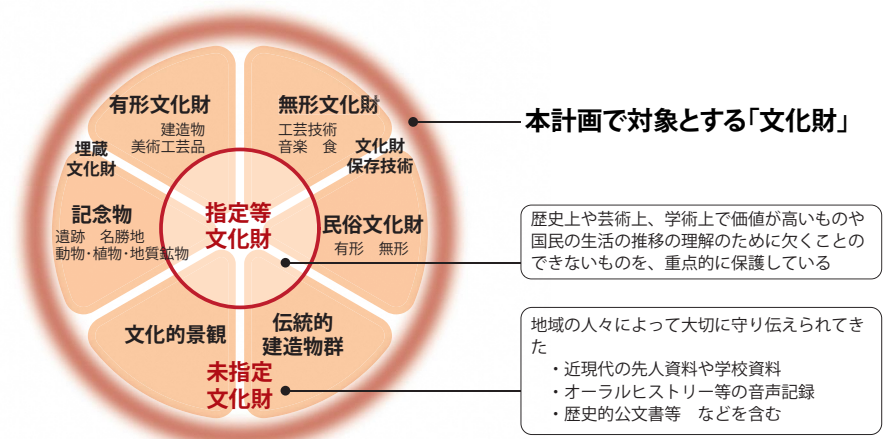 有形文化財
建造物
美術工芸品
無形文化財
工芸技術
音楽　食
文化財
保存技術
埋蔵
文化財
記念物
遺跡　名勝地
動物・植物・地質鉱物
指定等
文化財
民俗文化財
有形　無形
文化的景観
伝統的
建造物群
未指定
文化財
本計画で対象とする「文化財」
歴史上や芸術上、学術上で価値が高いものや
国民の生活の推移の理解のために欠くことの
できないものを、重点的に保護している
地域の人々によって大切に守り伝えられてき
た
・近現代の先人資料や学校資料
・オーラルヒストリー等の音声記録
・歴史的公文書等　などを含む